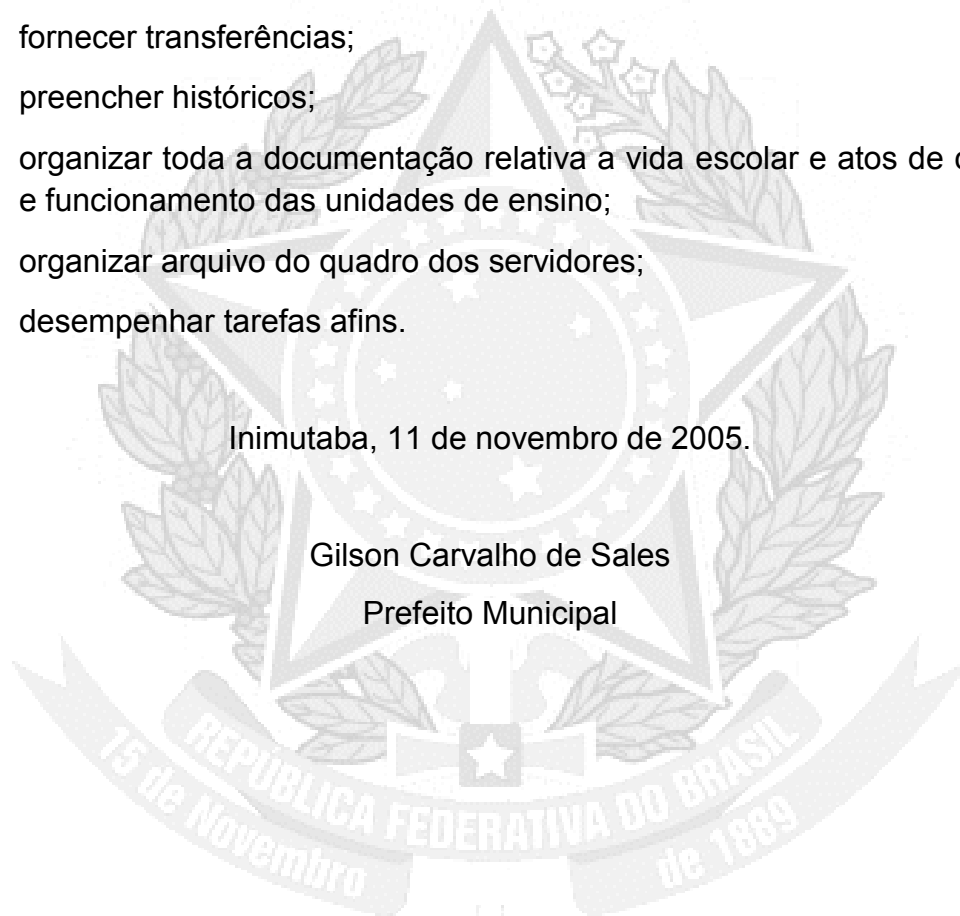 fornecer transferências;
preencher históricos;
organizar toda a documentação relativa a vida escolar e atos de
e funcionamento das unidades de ensino;
organizar arquivo do quadro dos servidores;
desempenhar tarefas afins.
Inimutaba, 11 de novembro de 2005.
Gilson Carvalho de Sales
Prefeito Municipal
REPÚBLICA FEDERATIVA DO BRASIL
15 de Novembro de 1889